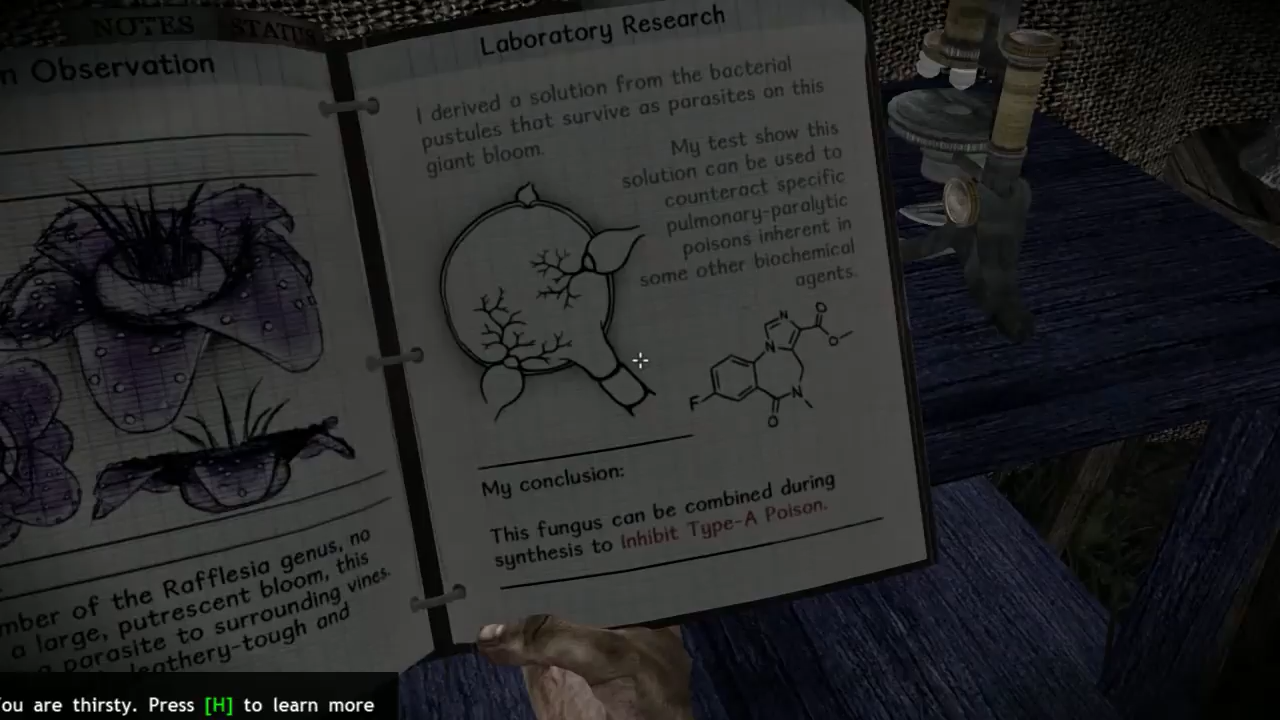 NOTES
STATUS
n Observation
mber of the Rafflesia genus, no
a large, putrescent bloom, this
parasite to surrounding vines.
leathery-tough and
Laboratory Research
I derived a solution from the bacterial
pustules that survive as parasites on this
giant bloom.
My test show this
solution can be used to
counteract specific
pulmonary-paralytic
poisons inherent in
some other biochemical
agents.
N
O
N
O
F
N
O
My conclusion:
This fungus can be combined during
synthesis to Inhibit Type-A Poison.
You are thirsty. Press [H] to learn more